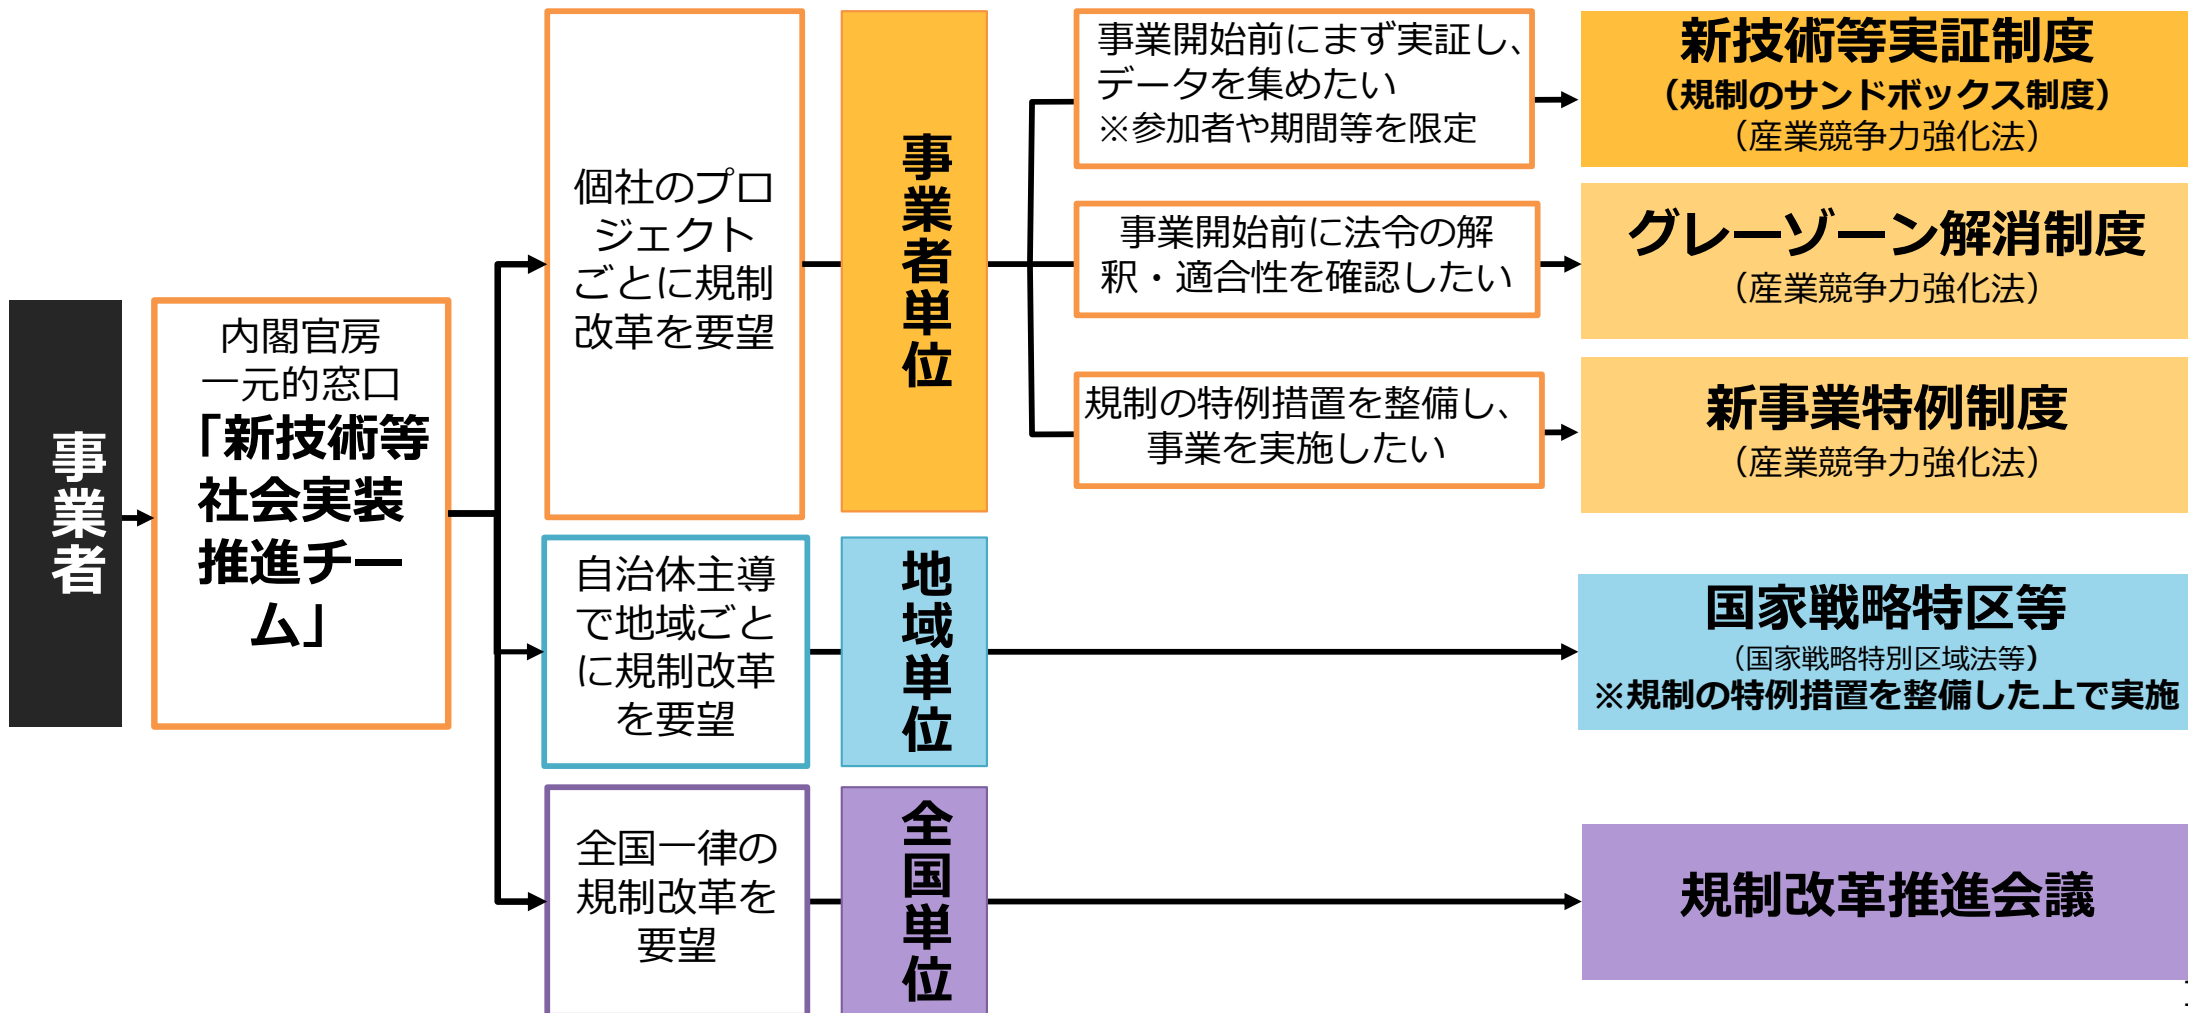 事業者
内閣官房
一元的窓口
「新技術等
社会実装
推進チー
ム」
個社のプロ
ジェクト
ごとに規制
改革を要望
事業者単位
事業開始前にまず実証し、
データを集めたい
※参加者や期間等を限定
新技術等実証制度
（規制のサンドボックス制度）
（産業競争力強化法）
事業開始前に法令の解
釈・適合性を確認したい
グレーゾーン解消制度
（産業競争力強化法）
規制の特例措置を整備し、
事業を実施したい
新事業特例制度
（産業競争力強化法）
自治体主導
で地域ごと
に規制改革
を要望
地域単位
国家戦略特区等
（国家戦略特別区域法等）
※規制の特例措置を整備した上で実施
全国一律の
規制改革を
要望
全国単位
規制改革推進会議